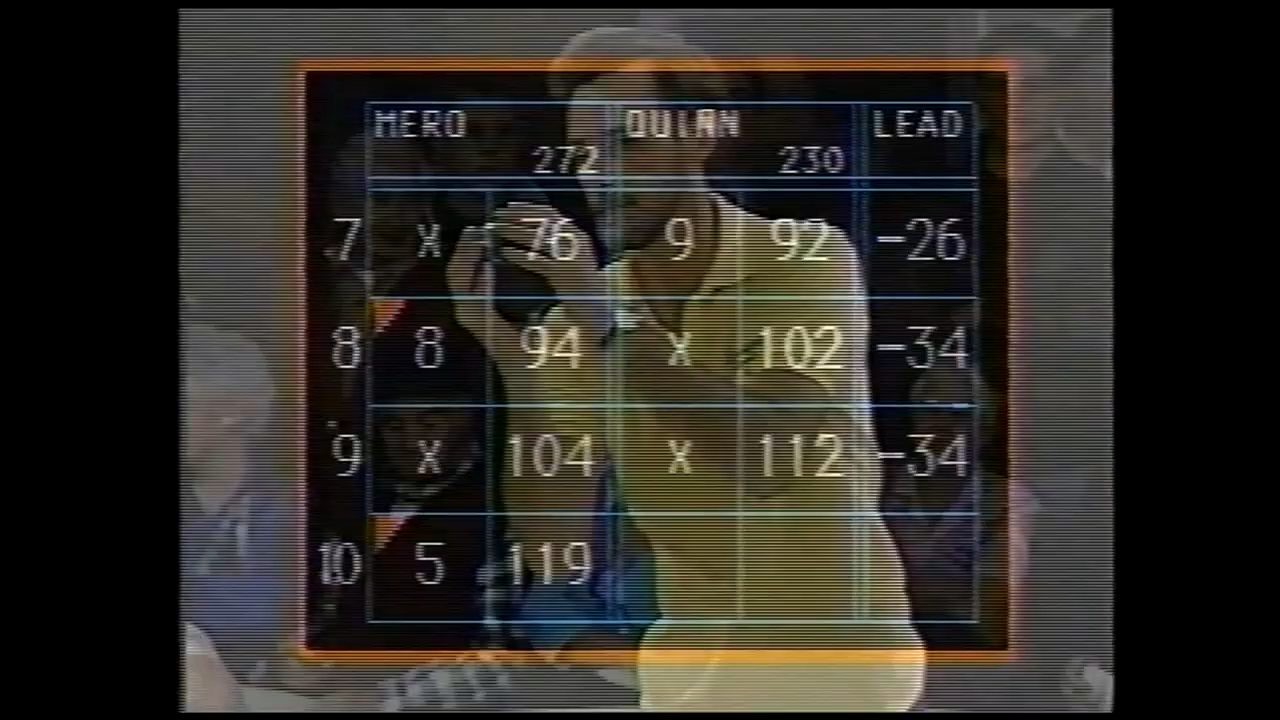 MERO LEAD
272 230
7 X 76 9 92 -26
8 8 94 X 102 -34
9 X 104 X 112 -34
10 5 119